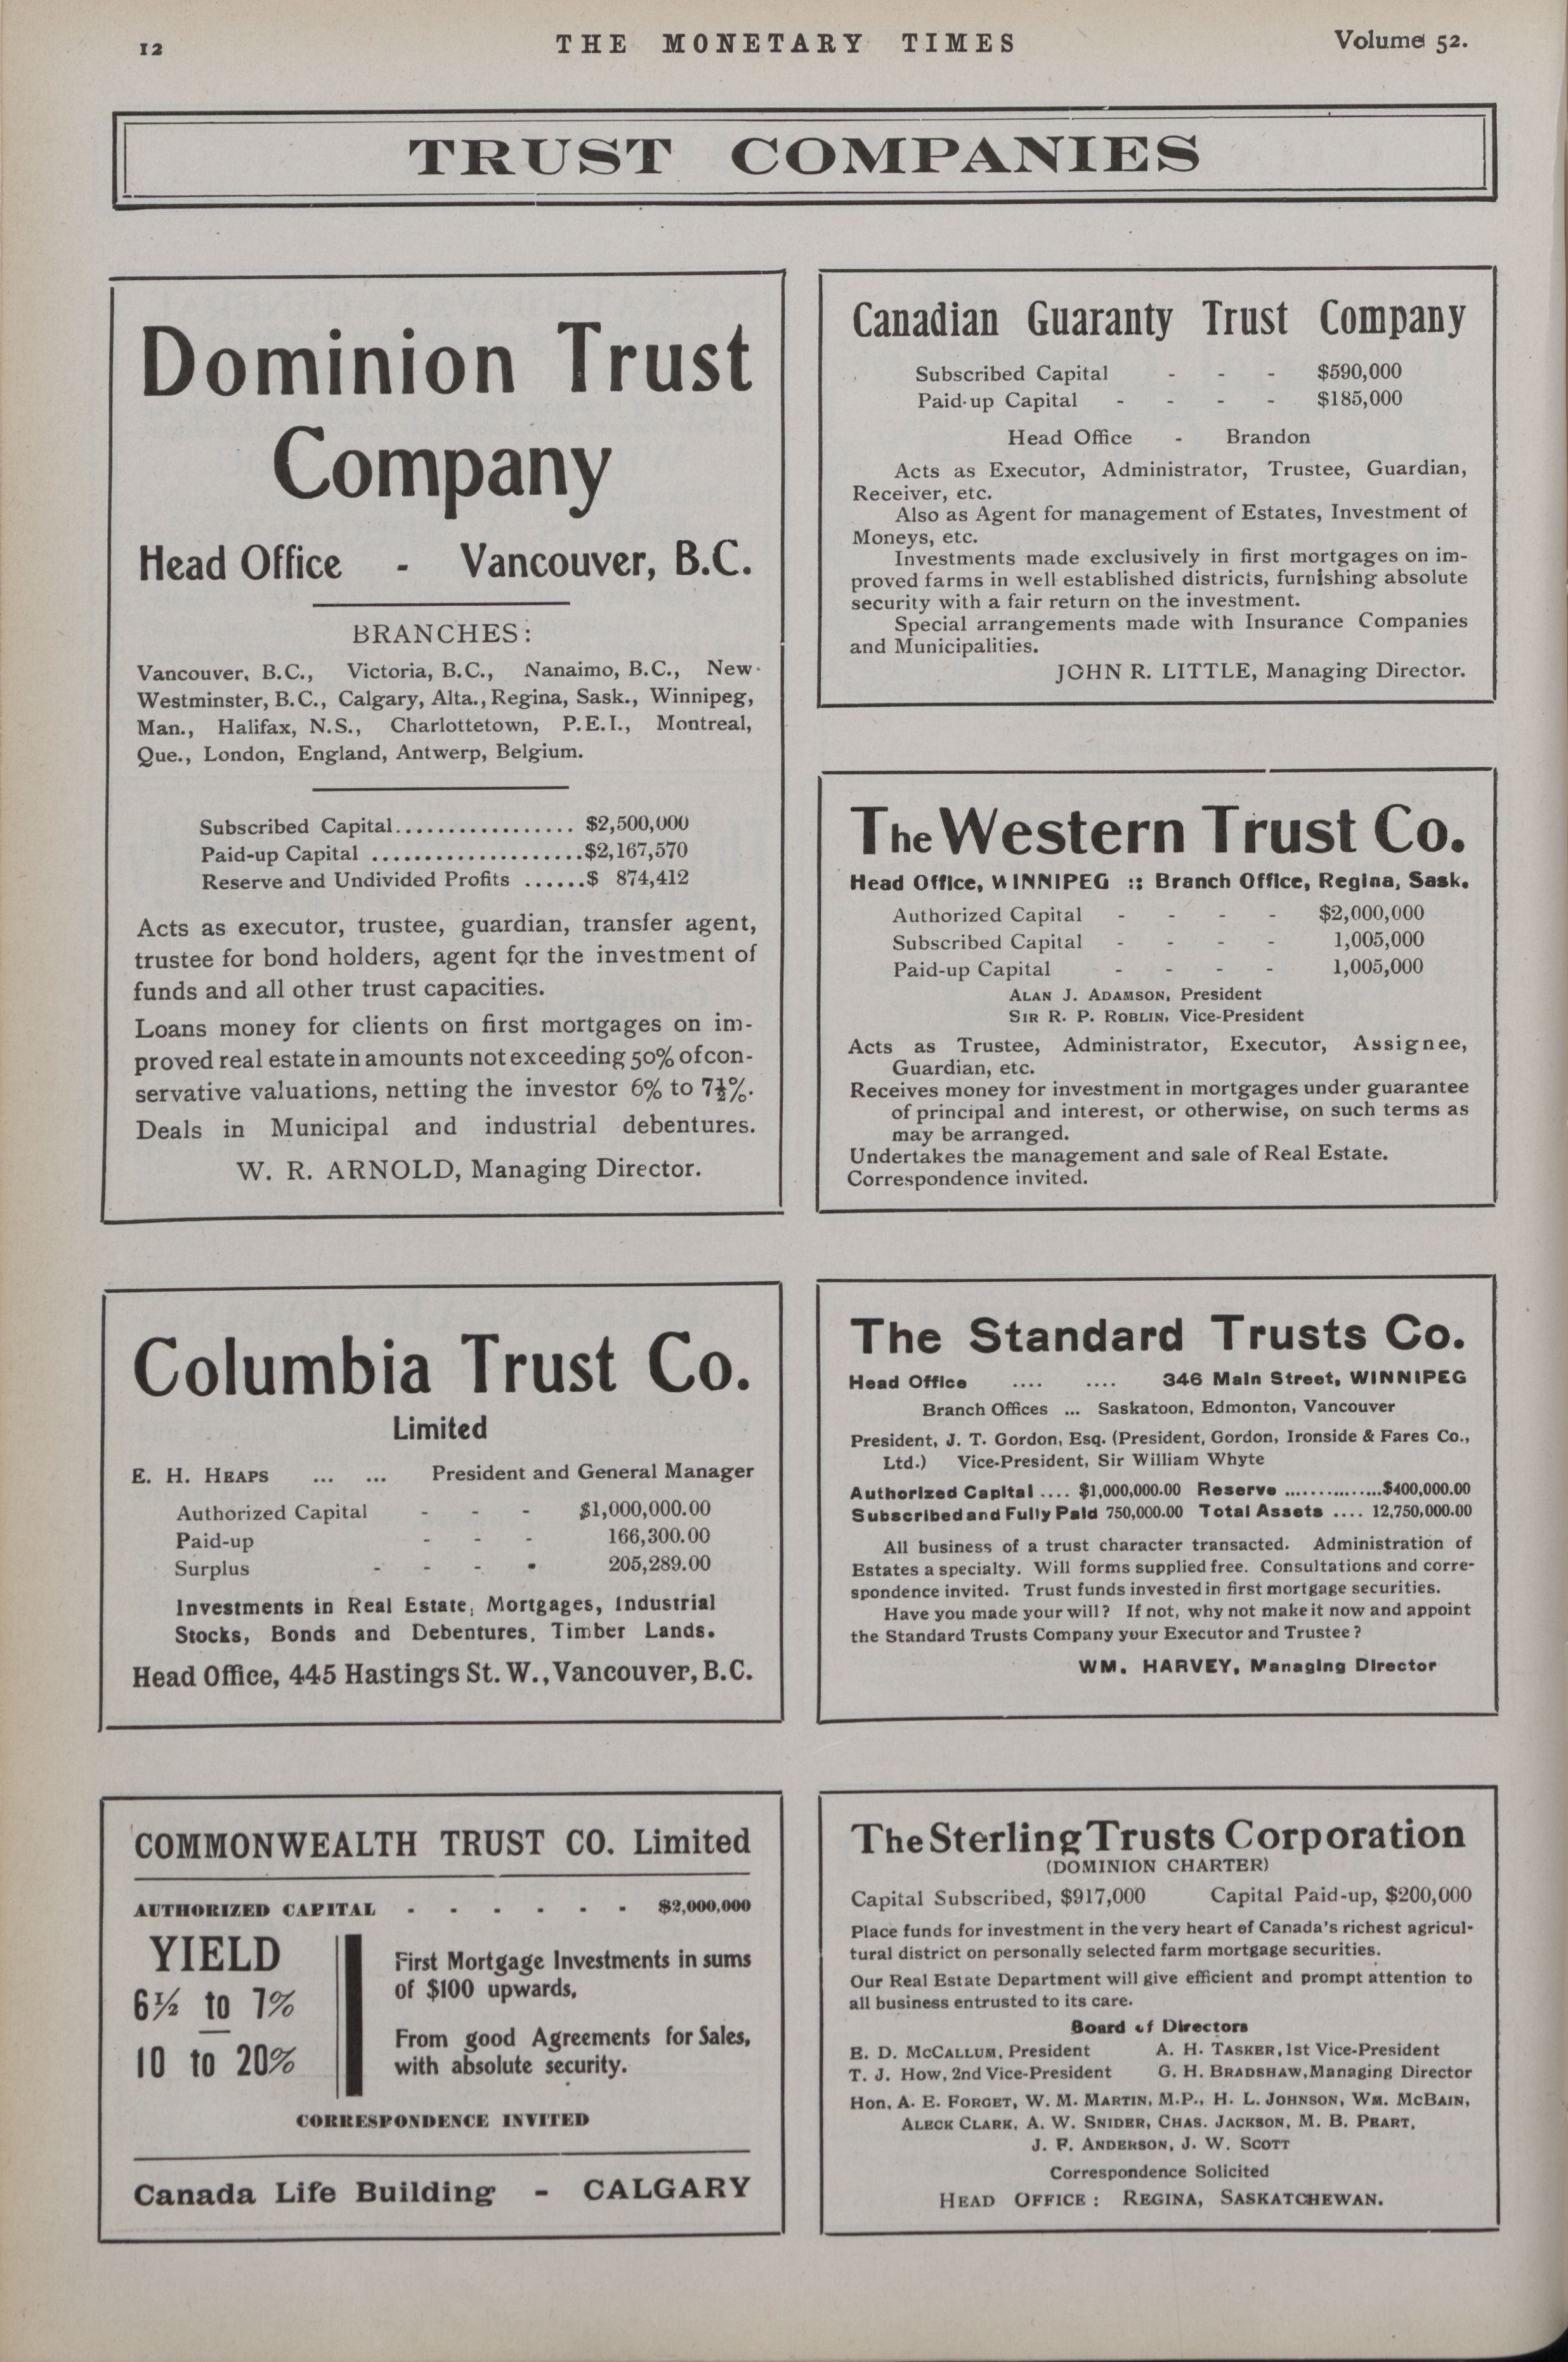 12
THE MONETARY TIMES
Volume 52.
TRUST COMPANIES
Dominion Trust
Company
Head Office - Vancouver, B.C.
BRANCHES:
Vancouver, B.C., Victoria, B.C., Nanaimo, B.C., New
Westminster, B.C., Calgary, Alta., Regina, Sask., Winnipeg,
Man., Halifax, N.S., Charlottetown, P.E.I., Montreal,
Que., London, England, Antwerp, Belgium.
Subscribed Capital................. $2,500,000
Paid-up Capital ....................$2,167,570
Reserve and Undivided Profits ......$ 874,412
Acts as executor, trustee, guardian, transfer agent,
trustee for bond holders, agent for the investment of
funds and all other trust capacities.
Loans money for clients on first mortgages on im-
proved real estate in amounts not exceeding 50% of con-
servative valuations, netting the investor 6% to 7½%.
Deals in Municipal and industrial debentures.
W. R. ARNOLD, Managing Director.
Canadian Guaranty Trust Company
Subscribed Capital - - - $590,000
Paid-up Capital - - - - $185,000
Head Office - Brandon
Acts as Executor, Administrator, Trustee, Guardian,
Receiver, etc.
Also as Agent for management of Estates, Investment of
Moneys, etc.
Investments made exclusively in first mortgages on im-
proved farms in well established districts, furnishing absolute
security with a fair return on the investment.
Special arrangements made with Insurance Companies
and Municipalities.
JOHN R. LITTLE, Managing Director.
The Western Trust Co.
Head Office, WINNIPEG :: Branch Office, Regina, Sask.
Authorized Capital - - - - $2,000,000
Subscribed Capital - - - - 1,005,000
Paid-up Capital - - - - 1,005,000
ALAN J. ADAMSON, President
SIR R. P. ROBLIN, Vice-President
Acts as Trustee, Administrator, Executor, Assignee,
Guardian, etc.
Receives money for investment in mortgages under guarantee
of principal and interest, or otherwise, on such terms as
may be arranged.
Undertakes the management and sale of Real Estate.
Correspondence invited.
Columbia Trust Co.
Limited
E. H. HEAPS ... ... President and General Manager
Authorized Capital - - - $1,000,000.00
Paid-up - - - 166,300.00
Surplus - - - - 205,289.00
Investments in Real Estate, Mortgages, Industrial
Stocks, Bonds and Debentures, Timber Lands.
Head Office, 445 Hastings St. W., Vancouver, B.C.
The Standard Trusts Co.
Head Office .... .... 346 Main Street, WINNIPEG
Branch Offices ... Saskatoon, Edmonton, Vancouver
President, J. T. Gordon, Esq. (President, Gordon, Ironside & Fares Co.,
Ltd.) Vice-President, Sir William Whyte
Authorized Capital .... $1,000,000.00 Reserve ...............$400,000.00
Subscribed and Fully Paid 750,000.00 Total Assets .... 12,750,000.00
All business of a trust character transacted. Administration of
Estates a specialty. Will forms supplied free. Consultations and corre-
spondence invited. Trust funds invested in first mortgage securities.
Have you made your will? If not, why not make it now and appoint
the Standard Trusts Company your Executor and Trustee?
WM. HARVEY, Managing Director
COMMONWEALTH TRUST CO. Limited
AUTHORIZED CAPITAL - - - - - - $2,000,000
YIELD
6½ to 7%
10 to 20%
First Mortgage Investments in sums
of $100 upwards,
From good Agreements for Sales,
with absolute security.
CORRESPONDENCE INVITED
Canada Life Building - CALGARY
The Sterling Trusts Corporation
(DOMINION CHARTER)
Capital Subscribed, $917,000 Capital Paid-up, $200,000
Place funds for investment in the very heart of Canada's richest agricul-
tural district on personally selected farm mortgage securities.
Our Real Estate Department will give efficient and prompt attention to
all business entrusted to its care.
Board of Directors
E. D. MCCALLUM, President A. H. TASKER, 1st Vice-President
T. J. How, 2nd Vice-President G. H. BRADSHAW, Managing Director
Hon. A. E. FORGET, W. M. MARTIN, M.P., H. L. JOHNSON, WM. MCBAIN,
ALECK CLARK, A. W. SNIDER, CHAS. JACKSON, M. B. PEART,
J. F. ANDERSON, J. W. SCOTT
Correspondence Solicited
HEAD OFFICE: REGINA, SASKATCHEWAN.